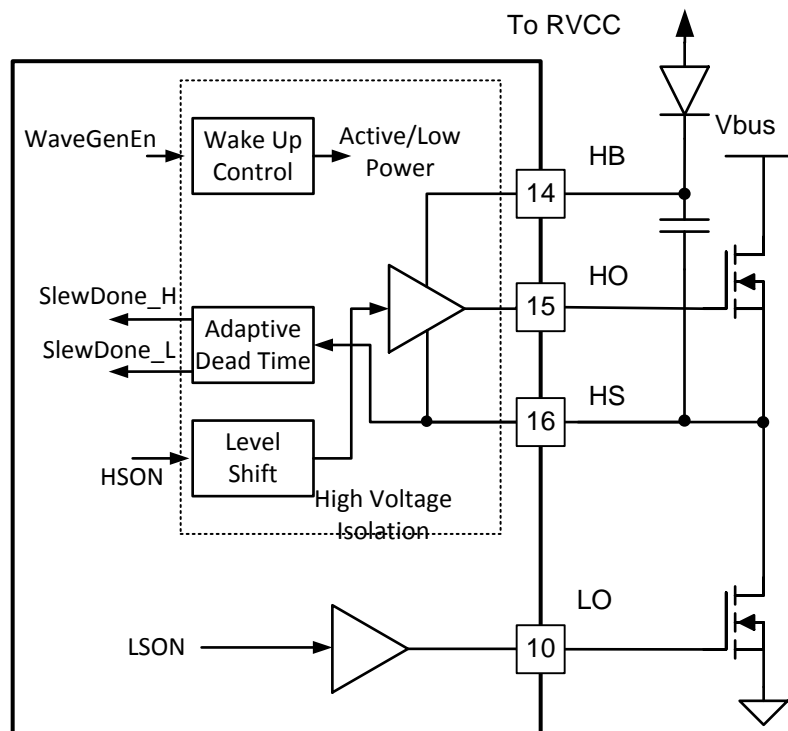 To RVCC
Vbus
WaveGenEn
Wake Up
Control
Active/Low
Power
HB
14
HO
15
SlewDone_H
SlewDone_L
Adaptive
Dead Time
HS
16
HSON
Level
Shift
High Voltage
Isolation
LO
LSON
10